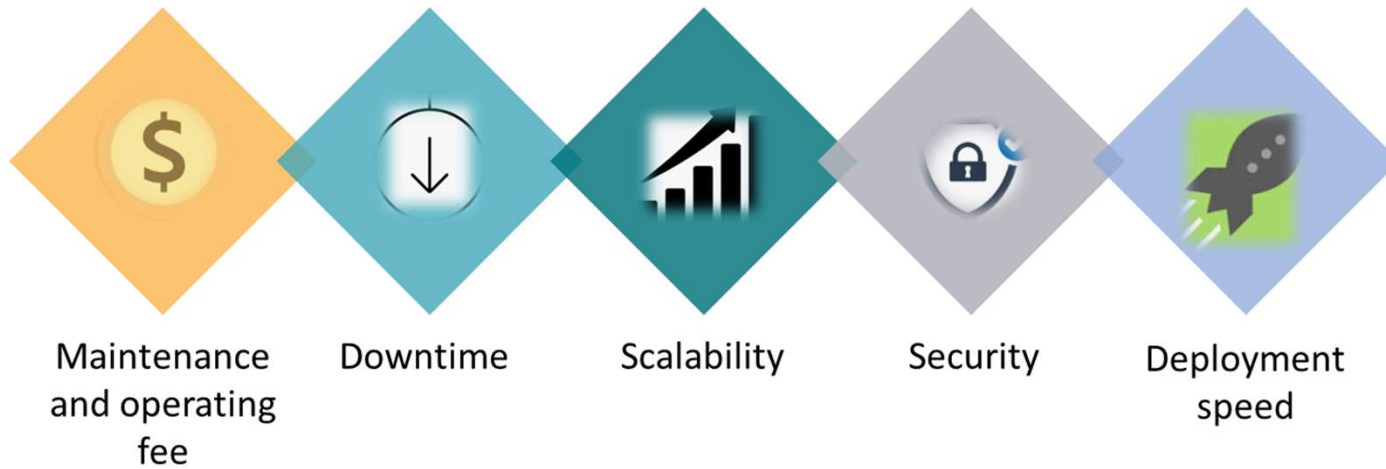 $
Maintenance
and operating
fee
Downtime
Scalability
Security
Deployment
speed